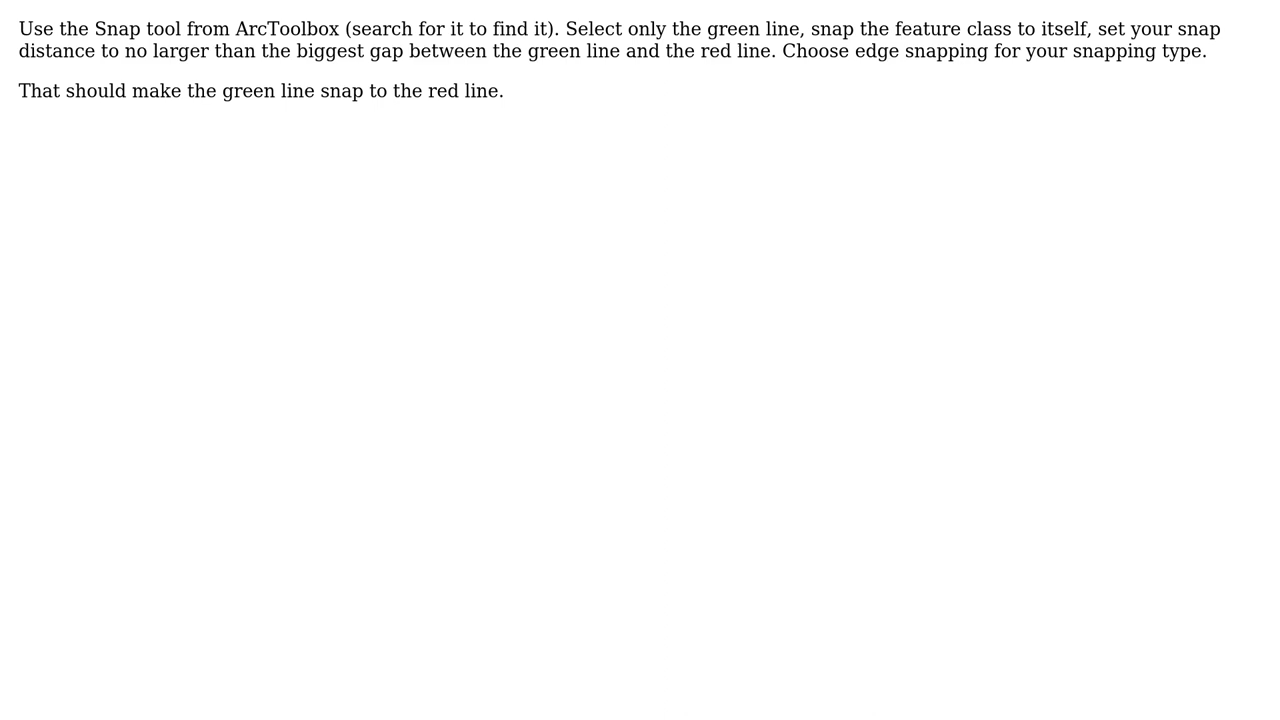 Use the Snap tool from ArcToolbox (search for it to find it). Select only the green line, snap the feature class to itself, set your snap
distance to no larger than the biggest gap between the green line and the red line. Choose edge snapping for your snapping type.
That should make the green line snap to the red line.